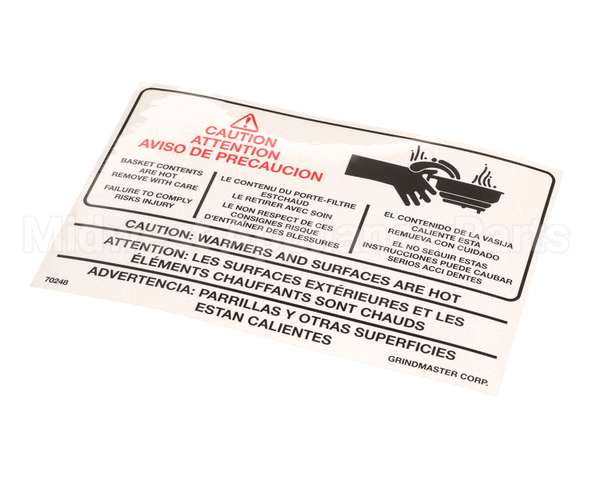 CAUTION
ATTENTION
AVISO DE PRECAUCION
BASKET CONTENTS
ARE HOT
REMOVE WITH CARE
FAILURE TO COMPLY
RISKS INJURY
LE CONTENU DU PORTE-FILTRE
ESTCHAUD
LE RETIRER AVEC SOIN
LE NON RESPECT DE CES
CONSIGNES RISQUE
D'ENTRAÎNER DES BLESSURES
EL CONTENIDO DE LA VASIJA
CALIENTE ESTA
REMUEVA CON CUIDADO
EL NO SEGUIR ESTAS
INSTRUCCIONES PUEDE CAUBAR
SERIOS ACCI DENTES
CAUTION: WARMERS AND SURFACES ARE HOT
ATTENTION: LES SURFACES EXTÉRIEURES ET LES
ÉLÉMENTS CHAUFFANTS SONT CHAUDS
ADVERTENCIA: PARRILLAS Y OTRAS SUPERFICIES
ESTAN CALIENTES
70248
GRINDMASTER CORP.